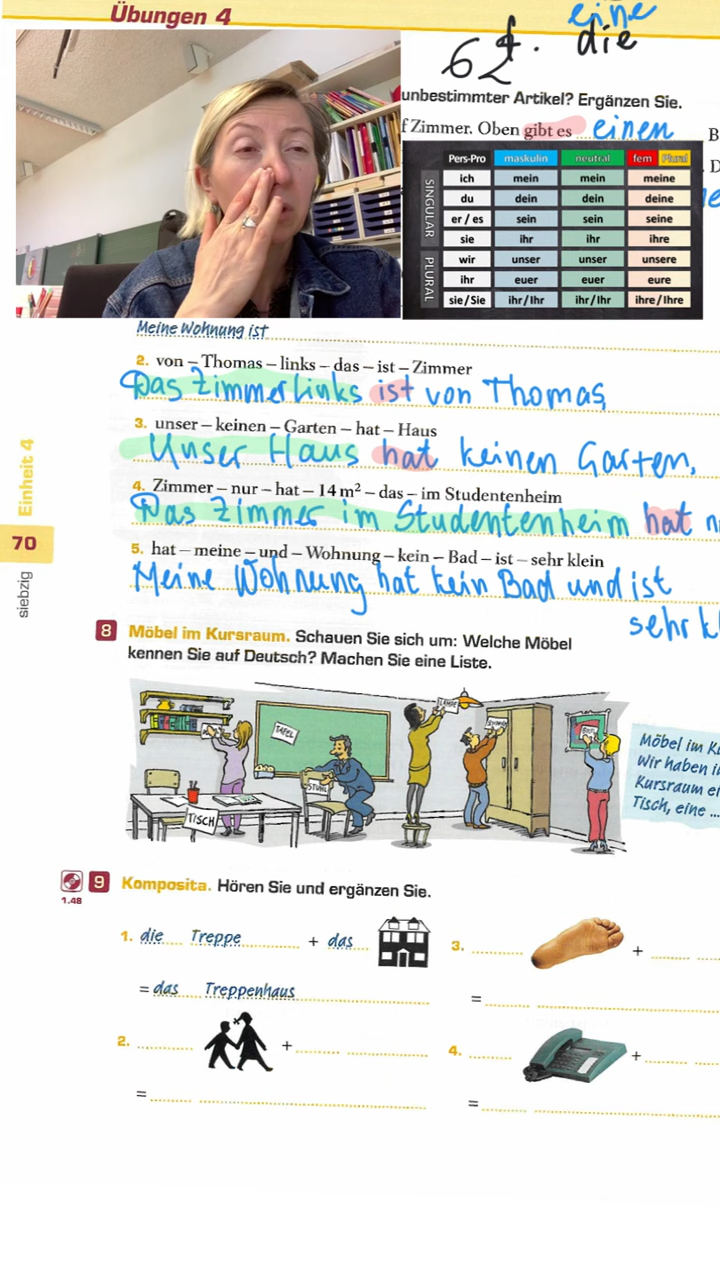 Übungen 4
eine
62 f. die
unbestimmter Artikel? Ergänzen Sie.
f Zimmer. Oben gibt es einen B
Pers-Pro maskulin neutral fem Plural
SINGULAR
ich mein mein meine
du dein dein deine
er / es sein sein seine
sie ihr ihr ihre
PLURAL
wir unser unser unsere
ihr euer euer eure
sie/Sie ihr/Ihr ihr/Ihr ihre/Ihre
Meine Wohnung ist
2. von – Thomas – links – das – ist – Zimmer
Das Zimmer links ist von Thomas,
3. unser – keinen – Garten – hat – Haus
Unser Haus hat keinen Garten,
4. Zimmer – nur – hat – 14 m² – das – im Studentenheim
Das Zimmer im Studentenheim hat n
5. hat – meine – und – Wohnung – kein – Bad – ist – sehr klein
Meine Wohnung hat kein Bad und ist
sehr kl
Einheit 4
70
siebzig
8 Möbel im Kursraum. Schauen Sie sich um: Welche Möbel
kennen Sie auf Deutsch? Machen Sie eine Liste.
TAFEL
STUHL
TISCH
LAMPE
Möbel im Ku
Wir haben i
Kursraum ei
Tisch, eine ...
1.48
9 Komposita. Hören Sie und ergänzen Sie.
1. die Treppe + das
= das Treppenhaus
2. +
=
3. +
=
4. +
=